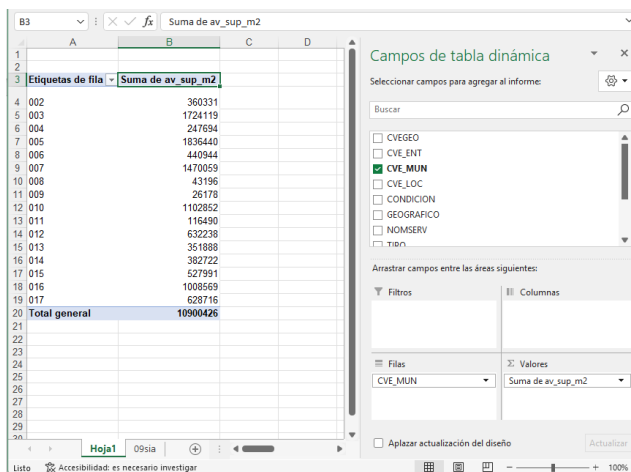 B3 fx Suma de av_sup_m2
A B C D
1
2
3 Etiquetas de fila Suma de av_sup_m2
4 002 360331
5 003 1724119
6 004 247694
7 005 1836440
8 006 440944
9 007 1470059
10 008 43196
11 009 26178
12 010 1102852
13 011 116490
14 012 632238
15 013 351888
16 014 382722
17 015 527991
18 016 1008569
19 017 628716
20 Total general 10900426
21
22
23
24
25
26
27
28
29
30
Hoja1 09sia
Listo Accesibilidad: es necesario investigar 100%
Campos de tabla dinámica
Seleccionar campos para agregar al informe:
Buscar
CVEGEO
CVE_ENT
CVE_MUN
CVE_LOC
CONDICION
GEOGRAFICO
NOMSERV
TIPO
Arrastrar campos entre las áreas siguientes:
Filtros Columnas
Filas Σ Valores
CVE_MUN Suma de av_sup_m2
Aplazar actualización del diseño Actualizar